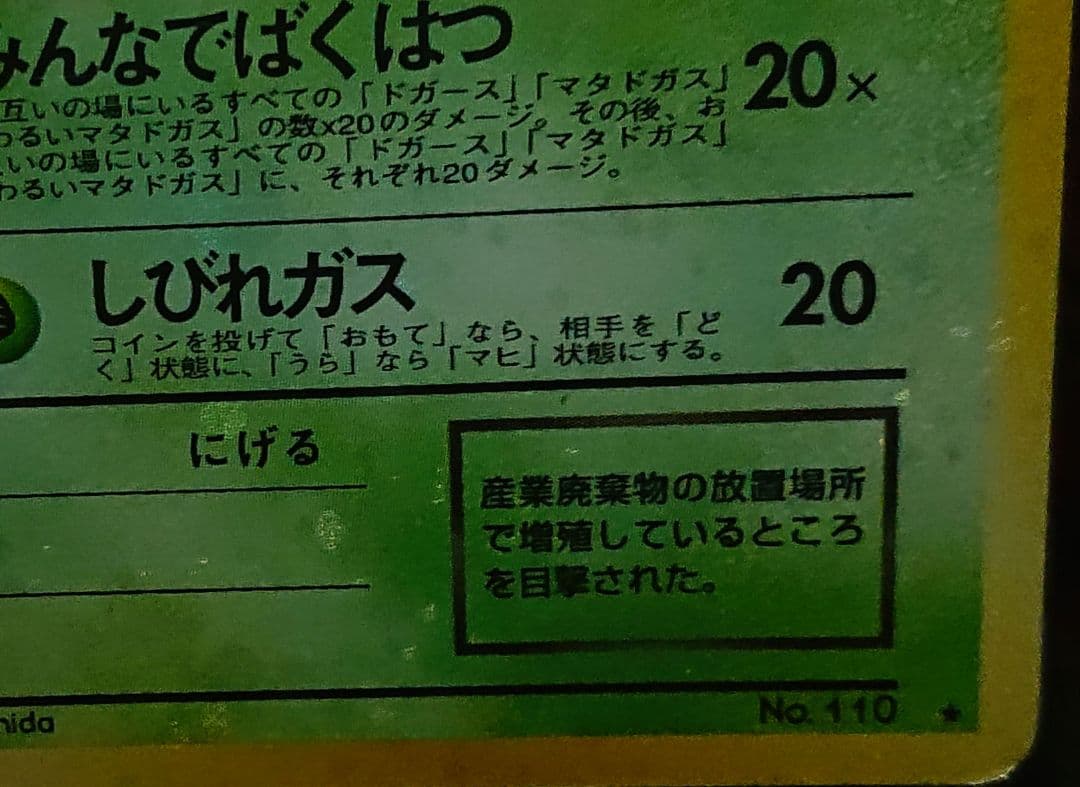 みんなでばくはつ 20×
互いの場にいるすべての「ドガース」「マタドガス」
わるいマタドガス」の数x20のダメージ。その後、お
いの場にいるすべての「ドガース」「マタドガス」
わるいマタドガス」に、それぞれ20ダメージ。
しびれガス 20
コインを投げて「おもて」なら、相手を「ど
く」状態に、「うら」なら「マヒ」状態にする。
にげる
産業廃棄物の放置場所
で増殖しているところ
を目撃された。
hida
No. 110 ★